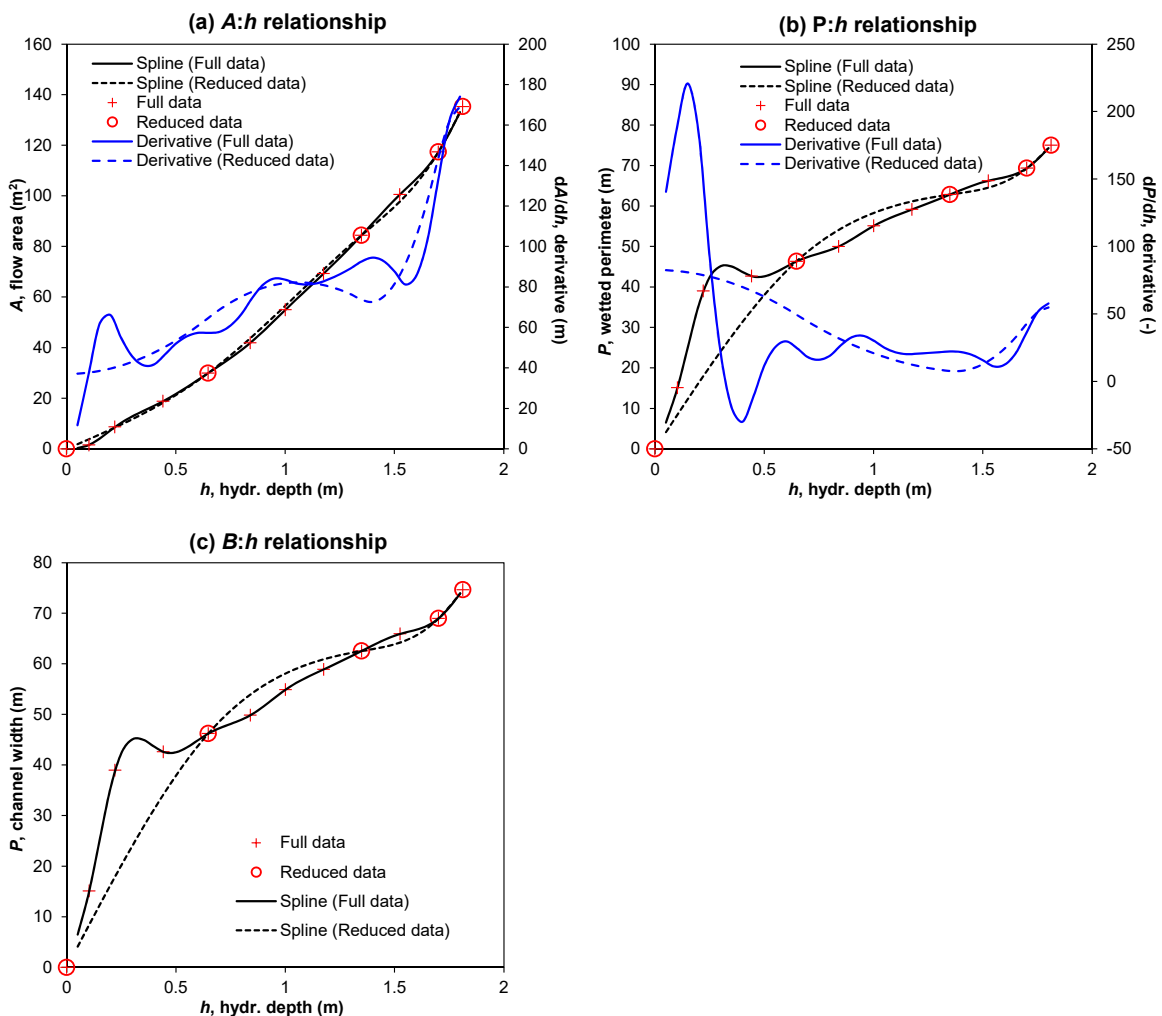 (a) A:h relationship
160
140
120
100
80
60
40
20
0
A, flow area (m²)
Spline (Full data)
Spline (Reduced data)
Full data
Reduced data
Derivative (Full data)
Derivative (Reduced data)
200
180
160
140
120
100
80
60
40
20
0
dA/dh, derivative
(m)
0 0.5 1 1.5 2
h, hydr. depth (m)
(b) P:h relationship
100
90
80
70
60
50
40
30
20
10
0
P, wetted perimeter (m)
Spline (Full data)
Spline (Reduced data)
Full data
Reduced data
Derivative (Full data)
Derivative (Reduced data)
250
200
150
100
50
0
-50
dP/dh, derivative (-)
0 0.5 1 1.5 2
h, hydr. depth (m)
(c) B:h relationship
80
70
60
50
40
30
20
10
0
P, channel width (m)
Full data
Reduced data
Spline (Full data)
Spline (Reduced data)
0 0.5 1 1.5 2
h, hydr. depth (m)